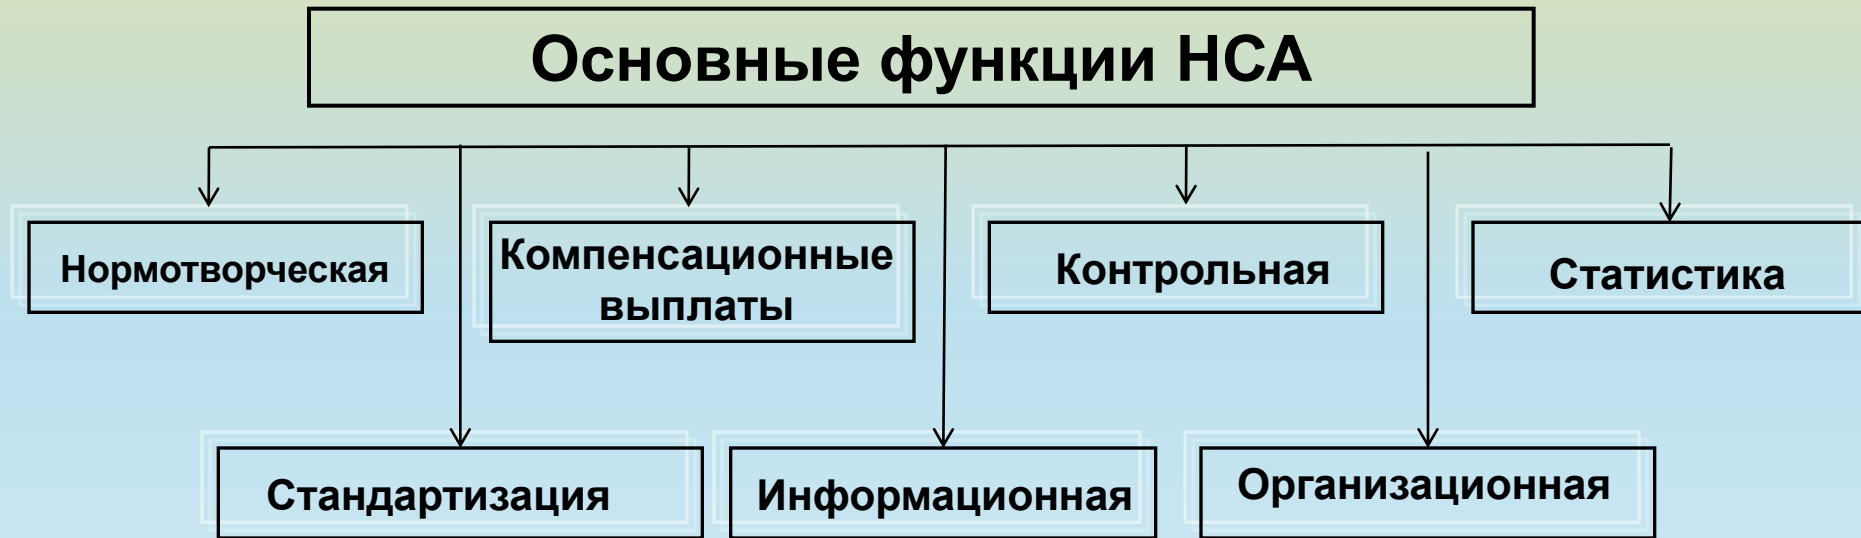 Основные функции НСА
Нормотворческая
Компенсационные
выплаты
Контрольная
Статистика
Стандартизация
Информационная
Организационная